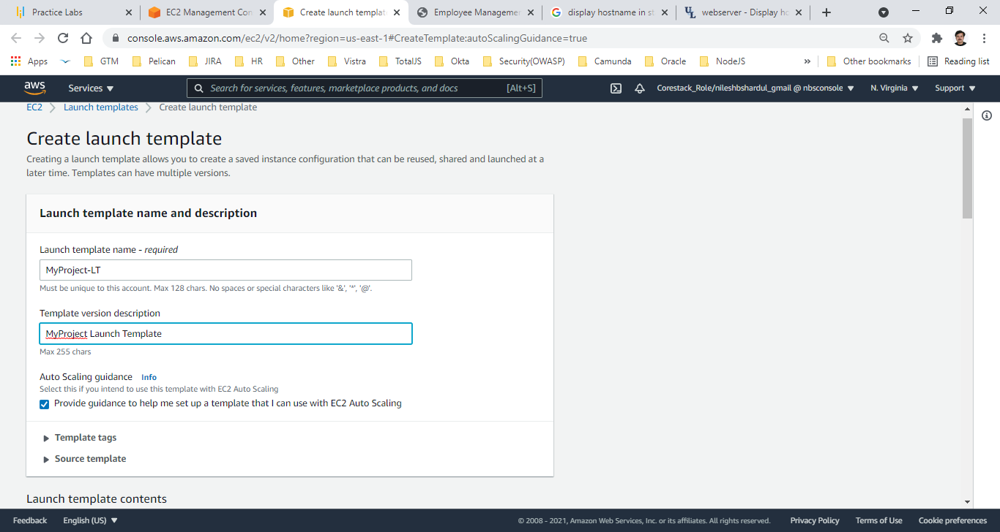 Practice Labs
EC2 Management Con
Create launch templat
Employee Managemen
display hostname in st
webserver - Display ho
console.aws.amazon.com/ec2/v2/home?region=us-east-1#CreateTemplate:autoScalingGuidance=true
Apps
GTM
Pelican
JIRA
HR
Other
Vistra
TotalJS
Okta
Security(OWASP)
Camunda
Oracle
NodeJS
»
Other bookmarks
Reading list
aws
Services
Search for services, features, marketplace products, and docs
[Alt+S]
Corestack_Role/nileshbshardul_gmail @ nbsconsole
N. Virginia
Support
EC2
Launch templates
Create launch template
Create launch template
Creating a launch template allows you to create a saved instance configuration that can be reused, shared and launched at a
later time. Templates can have multiple versions.
Launch template name and description
Launch template name - required
MyProject-LT
Must be unique to this account. Max 128 chars. No spaces or special characters like '&', '*', '@'.
Template version description
MyProject Launch Template
Max 255 chars
Auto Scaling guidance Info
Select this if you intend to use this template with EC2 Auto Scaling
Provide guidance to help me set up a template that I can use with EC2 Auto Scaling
Template tags
Source template
Launch template contents
Feedback
English (US)
© 2008 - 2021, Amazon Web Services, Inc. or its affiliates. All rights reserved.
Privacy Policy
Terms of Use
Cookie preferences